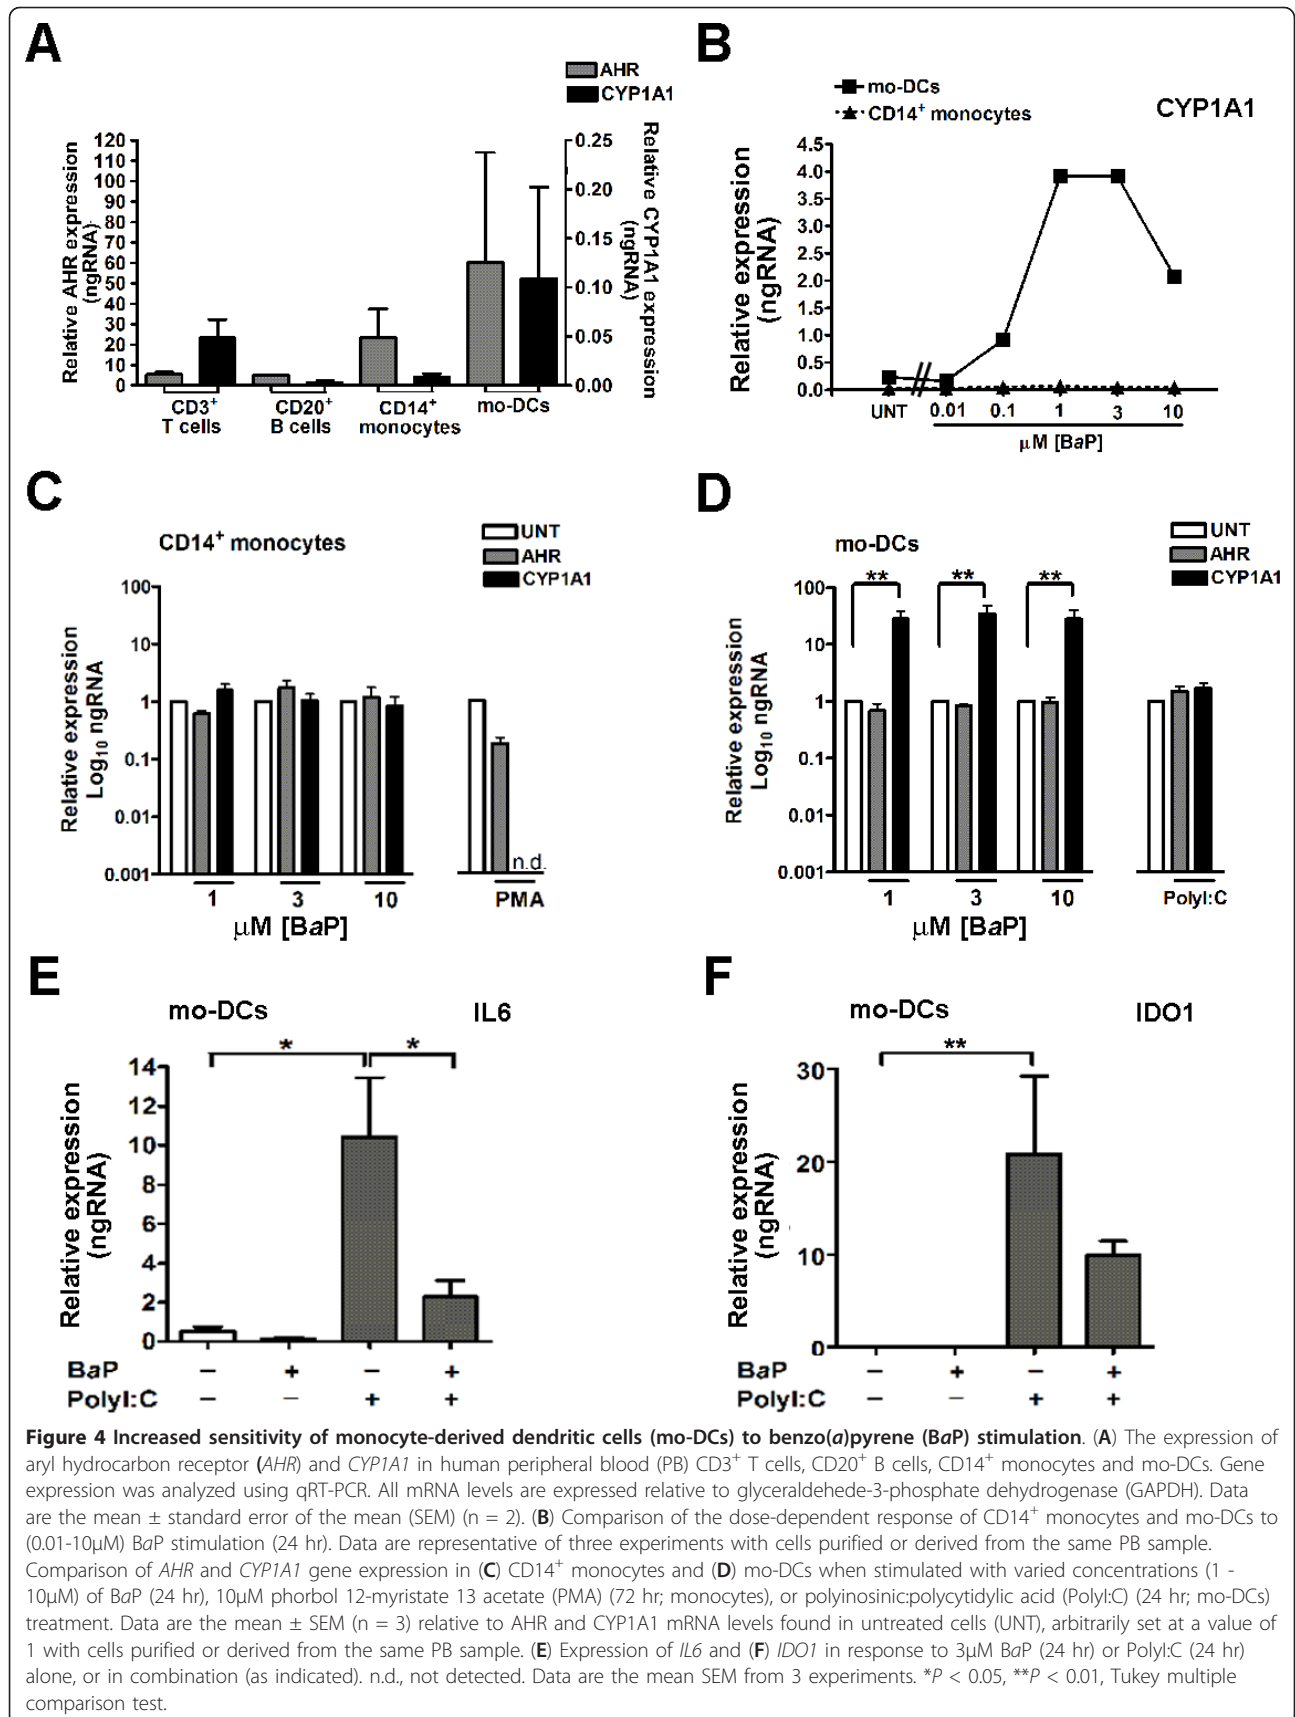 A
AHR
CYP1A1
Relative AHR expression
(ngRNA)
120
110
100
90
80
70
60
50
40
30
20
10
0
0.25
0.20
0.15
0.10
0.05
0.00
Relative CYP1A1 expression
(ngRNA)
CD3+
T cells
CD20+
B cells
CD14+
monocytes
mo-DCs
B
mo-DCs
CD14+ monocytes
CYP1A1
Relative expression
(ngRNA)
4.5
4.0
3.5
3.0
2.5
2.0
1.5
1.0
0.5
0.0
UNT 0.01 0.1 1 3 10
μM [BaP]
C
CD14+ monocytes
UNT
AHR
CYP1A1
Relative expression
Log10 ngRNA
100
10
1
0.1
0.01
0.001
n.d.
1 3 10 PMA
μM [BaP]
D
mo-DCs
UNT
AHR
CYP1A1
** ** **
Relative expression
Log10 ngRNA
100
10
1
0.1
0.01
0.001
1 3 10 PolyI:C
μM [BaP]
E
mo-DCs IL6
* *
Relative expression
(ngRNA)
14
12
10
8
6
4
2
0
BaP − + − +
PolyI:C − − + +
F
mo-DCs IDO1
**
Relative expression
(ngRNA)
30
20
10
0
BaP − + − +
PolyI:C − − + +
Figure 4 Increased sensitivity of monocyte-derived dendritic cells (mo-DCs) to benzo(a)pyrene (BaP) stimulation. (A) The expression of
aryl hydrocarbon receptor (AHR) and CYP1A1 in human peripheral blood (PB) CD3+ T cells, CD20+ B cells, CD14+ monocytes and mo-DCs. Gene
expression was analyzed using qRT-PCR. All mRNA levels are expressed relative to glyceraldehede-3-phosphate dehydrogenase (GAPDH). Data
are the mean ± standard error of the mean (SEM) (n = 2). (B) Comparison of the dose-dependent response of CD14+ monocytes and mo-DCs to
(0.01-10μM) BaP stimulation (24 hr). Data are representative of three experiments with cells purified or derived from the same PB sample.
Comparison of AHR and CYP1A1 gene expression in (C) CD14+ monocytes and (D) mo-DCs when stimulated with varied concentrations (1 -
10μM) of BaP (24 hr), 10μM phorbol 12-myristate 13 acetate (PMA) (72 hr; monocytes), or polyinosinic:polycytidylic acid (PolyI:C) (24 hr; mo-DCs)
treatment. Data are the mean ± SEM (n = 3) relative to AHR and CYP1A1 mRNA levels found in untreated cells (UNT), arbitrarily set at a value of
1 with cells purified or derived from the same PB sample. (E) Expression of IL6 and (F) IDO1 in response to 3μM BaP (24 hr) or PolyI:C (24 hr)
alone, or in combination (as indicated). n.d., not detected. Data are the mean SEM from 3 experiments. *P < 0.05, **P < 0.01, Tukey multiple
comparison test.